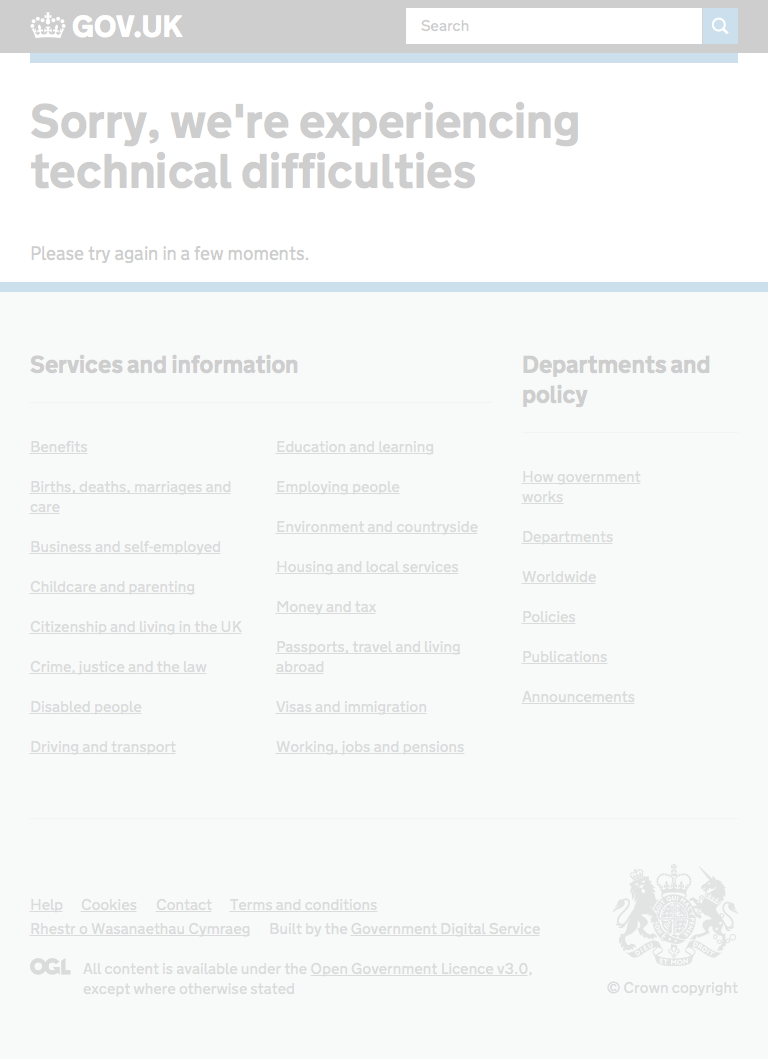 GOV.UK
Search
Sorry, we're experiencing
technical difficulties
Please try again in a few moments.
Services and information
Benefits
Births, deaths, marriages and
care
Business and self-employed
Childcare and parenting
Citizenship and living in the UK
Crime, justice and the law
Disabled people
Driving and transport
Education and learning
Employing people
Environment and countryside
Housing and local services
Money and tax
Passports, travel and living
abroad
Visas and immigration
Working, jobs and pensions
Departments and
policy
How government
works
Departments
Worldwide
Policies
Publications
Announcements
Help Cookies Contact Terms and conditions
Rhestr o Wasanaethau Cymraeg Built by the Government Digital Service
OGL All content is available under the Open Government Licence v3.0,
except where otherwise stated
© Crown copyright